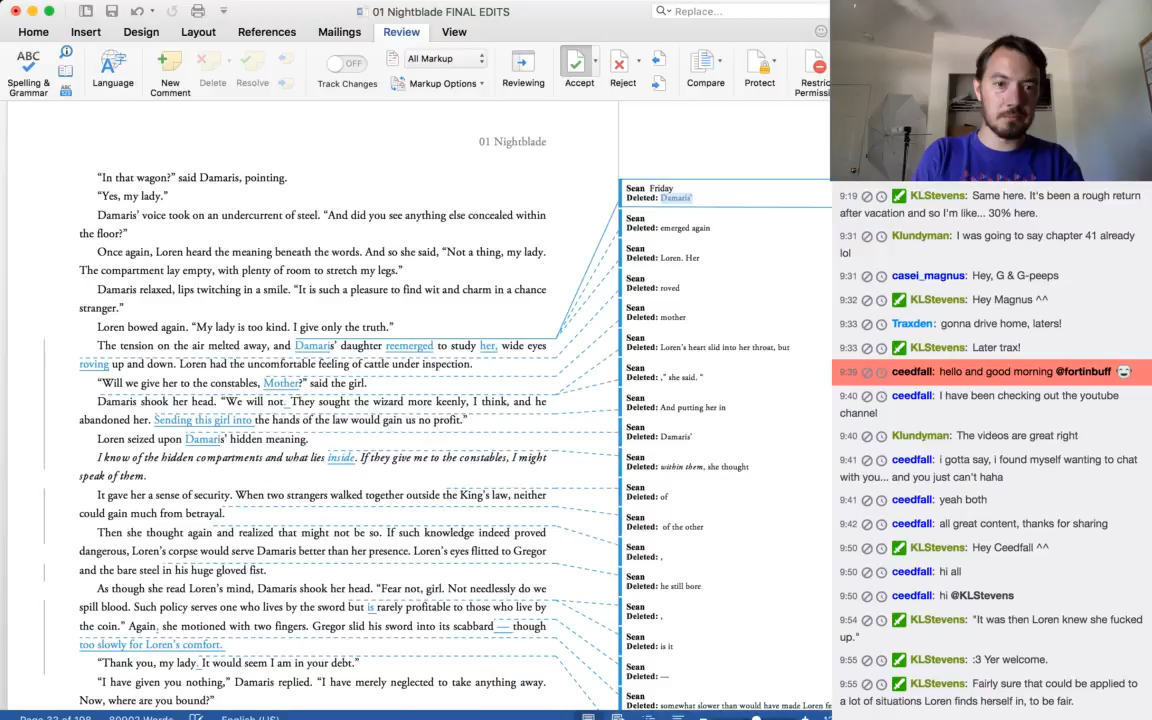 01 Nightblade FINAL EDITS
Replace...
Home Insert Design Layout References Mailings Review View
ABC
Spelling & Grammar
Language
New Comment
Delete
Resolve
OFF
Track Changes
All Markup
Markup Options
Reviewing
Accept
Reject
Compare
Protect
Restric
Permissi
01 Nightblade
“In that wagon?” said Damaris, pointing.
“Yes, my lady.”
Damaris’ voice took on an undercurrent of steel. “And did you see anything else concealed within
the floor?”
Once again, Loren heard the meaning beneath the words. And so she said, “Not a thing, my lady.
The compartment lay empty, with plenty of room to stretch my legs.”
Damaris relaxed, lips twitching in a smile. “It is such a pleasure to find wit and charm in a chance
stranger.”
Loren bowed again. “My lady is too kind. I give only the truth.”
The tension on the air melted away, and Damaris’ daughter reemerged to study her, wide eyes
roving up and down. Loren had the uncomfortable feeling of cattle under inspection.
“Will we give her to the constables, Mother?” said the girl.
Damaris shook her head. “We will not. They sought the wizard more keenly, I think, and he
abandoned her. Sending this girl into the hands of the law would gain us no profit.”
Loren seized upon Damaris’ hidden meaning.
I know of the hidden compartments and what lies inside. If they give me to the constables, I might
speak of them.
It gave her a sense of security. When two strangers walked together outside the King’s law, neither
could gain much from betrayal.
Then she thought again and realized that might not be so. If such knowledge indeed proved
dangerous, Loren’s corpse would serve Damaris better than her presence. Loren’s eyes flitted to Gregor
and the bare steel in his huge gloved fist.
As though she read Loren’s mind, Damaris shook her head. “Fear not, girl. Not needlessly do we
spill blood. Such policy serves one who lives by the sword but is rarely profitable to those who live by
the coin.” Again, she motioned with two fingers. Gregor slid his sword into its scabbard — though
too slowly for Loren’s comfort.
“Thank you, my lady. It would seem I am in your debt.”
“I have given you nothing,” Damaris replied. “I have merely neglected to take anything away.
Now, where are you bound?”
Sean Friday
Deleted: Damaris’
Sean
Deleted: emerged again
Sean
Deleted: Loren. Her
Sean
Deleted: roved
Sean
Deleted: mother
Sean
Deleted: Loren’s heart slid into her throat, but
Sean
Deleted: ,” she said. “
Sean
Deleted: And putting her in
Sean
Deleted: Damaris’
Sean
Deleted: within them, she thought
Sean
Deleted: of
Sean
Deleted: of the other
Sean
Deleted: ,
Sean
Deleted: he still bore
Sean
Deleted: ,
Sean
Deleted: is it
Sean
Deleted: —
Sean
Deleted: somewhat slower than would have made Loren fe
9:19 KLStevens: Same here. It's been a rough return
after vacation and so I'm like... 30% here.
9:31 Klundyman: I was going to say chapter 41 already
lol
9:31 casei_magnus: Hey, G & G-peeps
9:32 KLStevens: Hey Magnus ^^
9:33 Traxden: gonna drive home, laters!
9:33 KLStevens: Later trax!
9:39 ceedfall: hello and good morning @fortinbuff
9:40 ceedfall: I have been checking out the youtube
channel
9:40 Klundyman: The videos are great right
9:41 ceedfall: i gotta say, i found myself wanting to chat
with you... and you just can't haha
9:41 ceedfall: yeah both
9:42 ceedfall: all great content, thanks for sharing
9:50 KLStevens: Hey Ceedfall ^^
9:50 ceedfall: hi all
9:50 ceedfall: hi @KLStevens
9:54 KLStevens: "It was then Loren knew she fucked
up."
9:55 KLStevens: :3 Yer welcome.
9:55 KLStevens: Fairly sure that could be applied to
a lot of situations Loren finds herself in, to be fair.